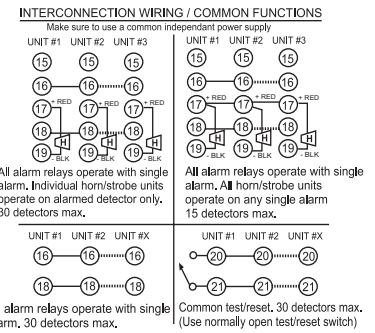 INTERCONNECTION WIRING / COMMON FUNCTIONS
Make sure to use a common independant power supply
UNIT #1 UNIT #2 UNIT #3
15 15 15
16 16 16
17 + RED 17 + RED 17 + RED
18 18 18
H H H
19 - BLK 19 - BLK 19 - BLK
All alarm relays operate with single
alarm. Individual horn/strobe units
operate on alarmed detector only.
30 detectors max.
UNIT #1 UNIT #2 UNIT #3
15 15 15
16 16 16
17 + RED 17 + RED 17 + RED
18 18 18
H H H
19 - BLK 19 - BLK 19 - BLK
All alarm relays operate with single
alarm. All horn/strobe units
operate on any single alarm
15 detectors max.
UNIT #1 UNIT #2 UNIT #X
16 16 16
18 18 18
alarm relays operate with single
arm. 30 detectors max.
UNIT #1 UNIT #2 UNIT #X
20 20 20
21 21 21
Common test/reset. 30 detectors max.
(Use normally open test/reset switch)